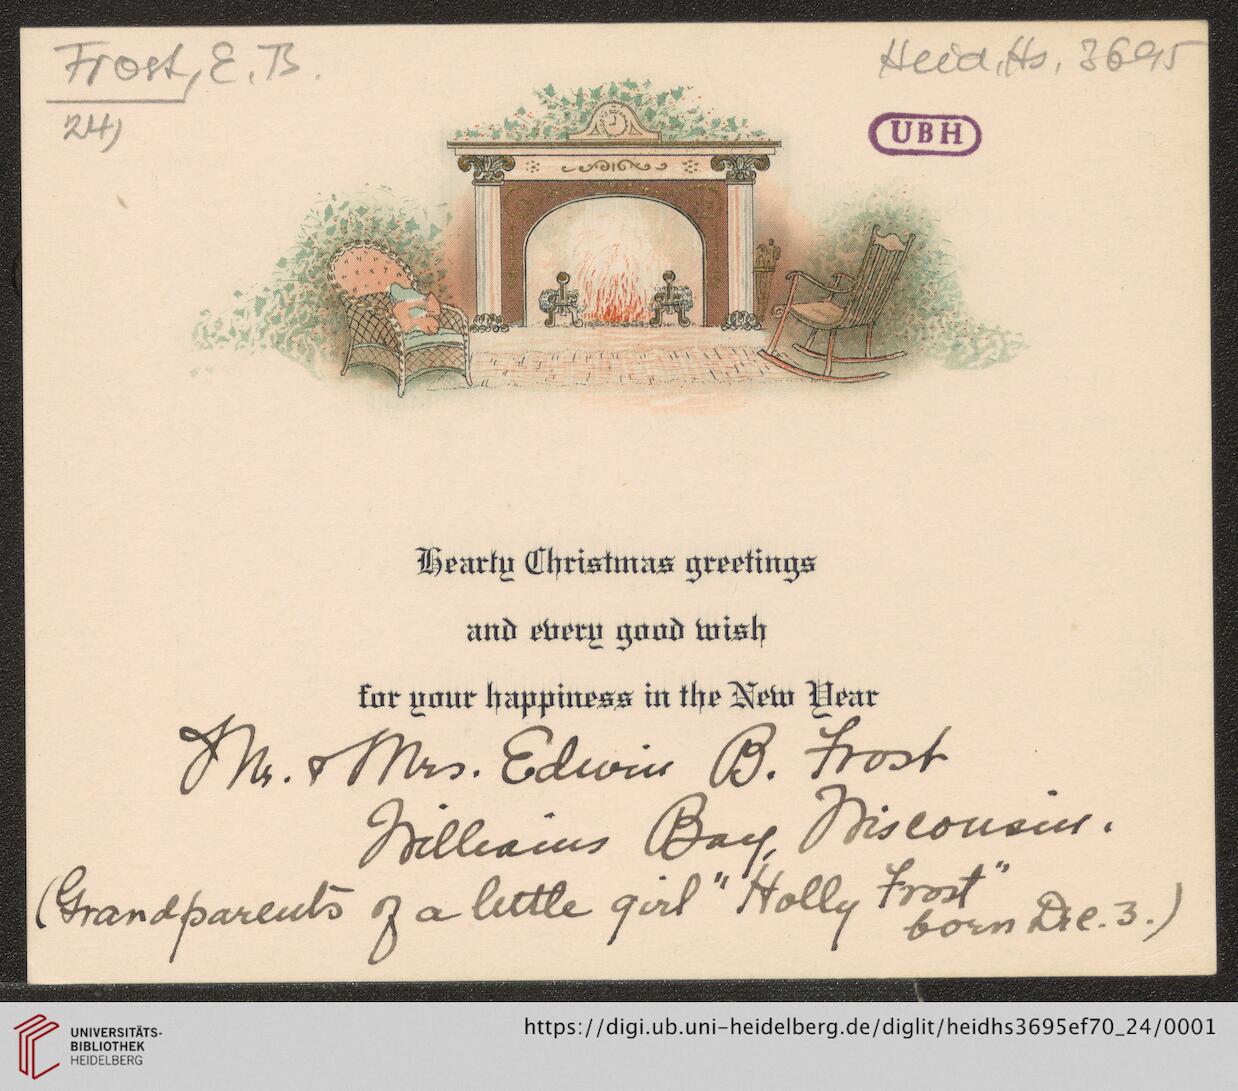 Frost, E. B.
24)
Heid. Hs. 3695
UBH
Hearty Christmas greetings
and every good wish
for your happiness in the New Year
Mr. & Mrs. Edwin B. Frost
Williams Bay, Wisconsin.
(Grandparents of a little girl "Holly Frost"
born Dec. 3.)
UNIVERSITÄTS-
BIBLIOTHEK
HEIDELBERG
https://digi.ub.uni-heidelberg.de/diglit/heidhs3695ef70_24/0001